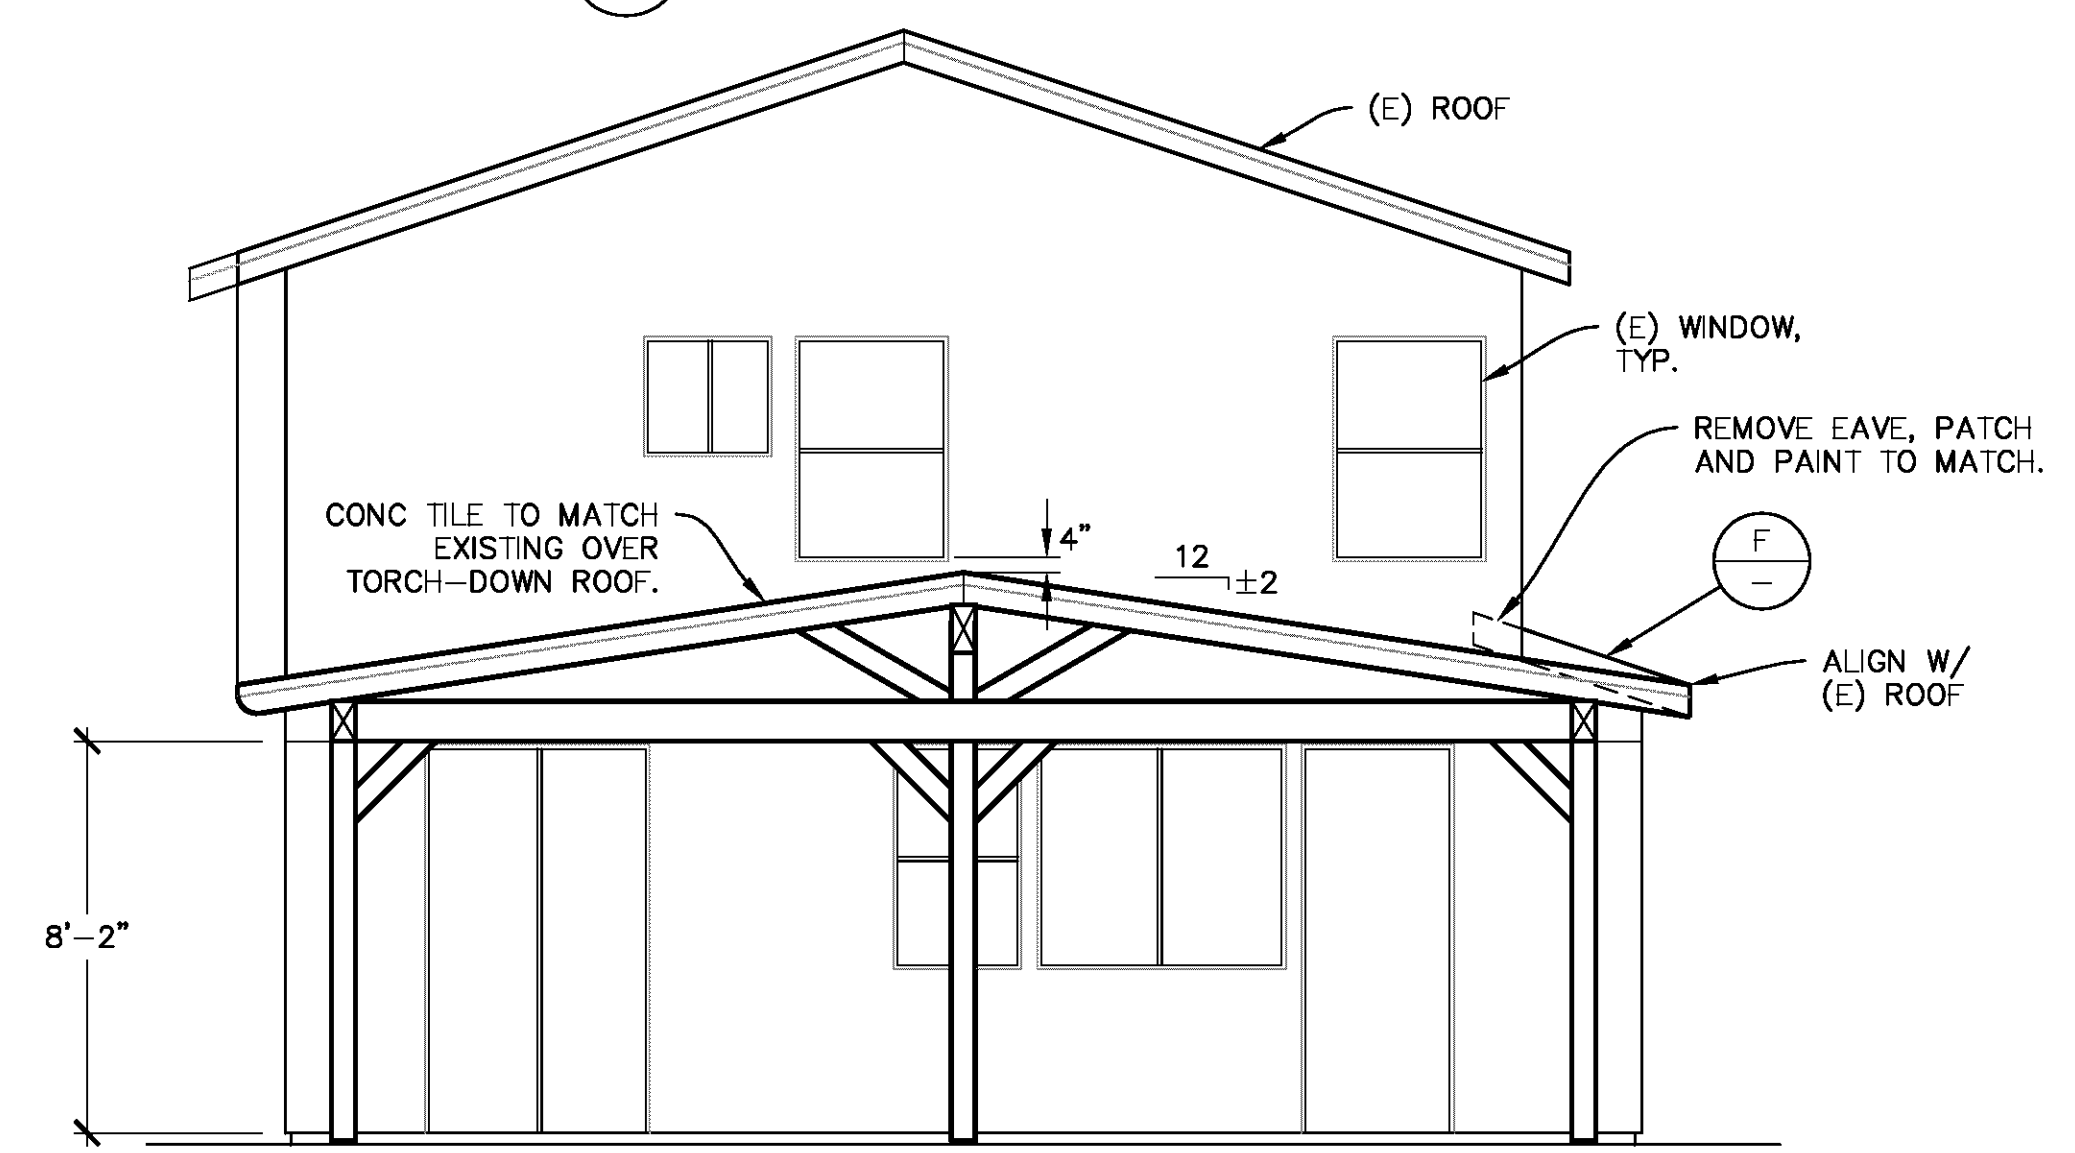 (E) ROOF
(E) WINDOW,
TYP.
REMOVE EAVE, PATCH
AND PAINT TO MATCH.
CONC TILE TO MATCH
EXISTING OVER
TORCH–DOWN ROOF.
4"
12
±2
F
–
ALIGN W/
(E) ROOF
8'–2"